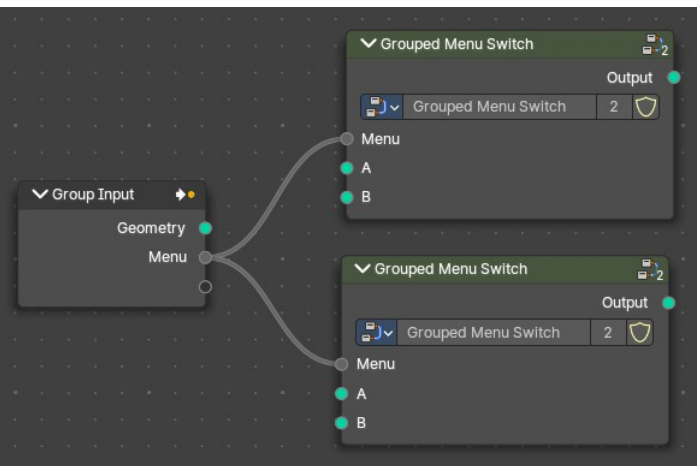 Grouped Menu Switch
2
Output
Grouped Menu Switch 2
Menu
A
B
Group Input
Geometry
Menu
Grouped Menu Switch
2
Output
Grouped Menu Switch 2
Menu
A
B